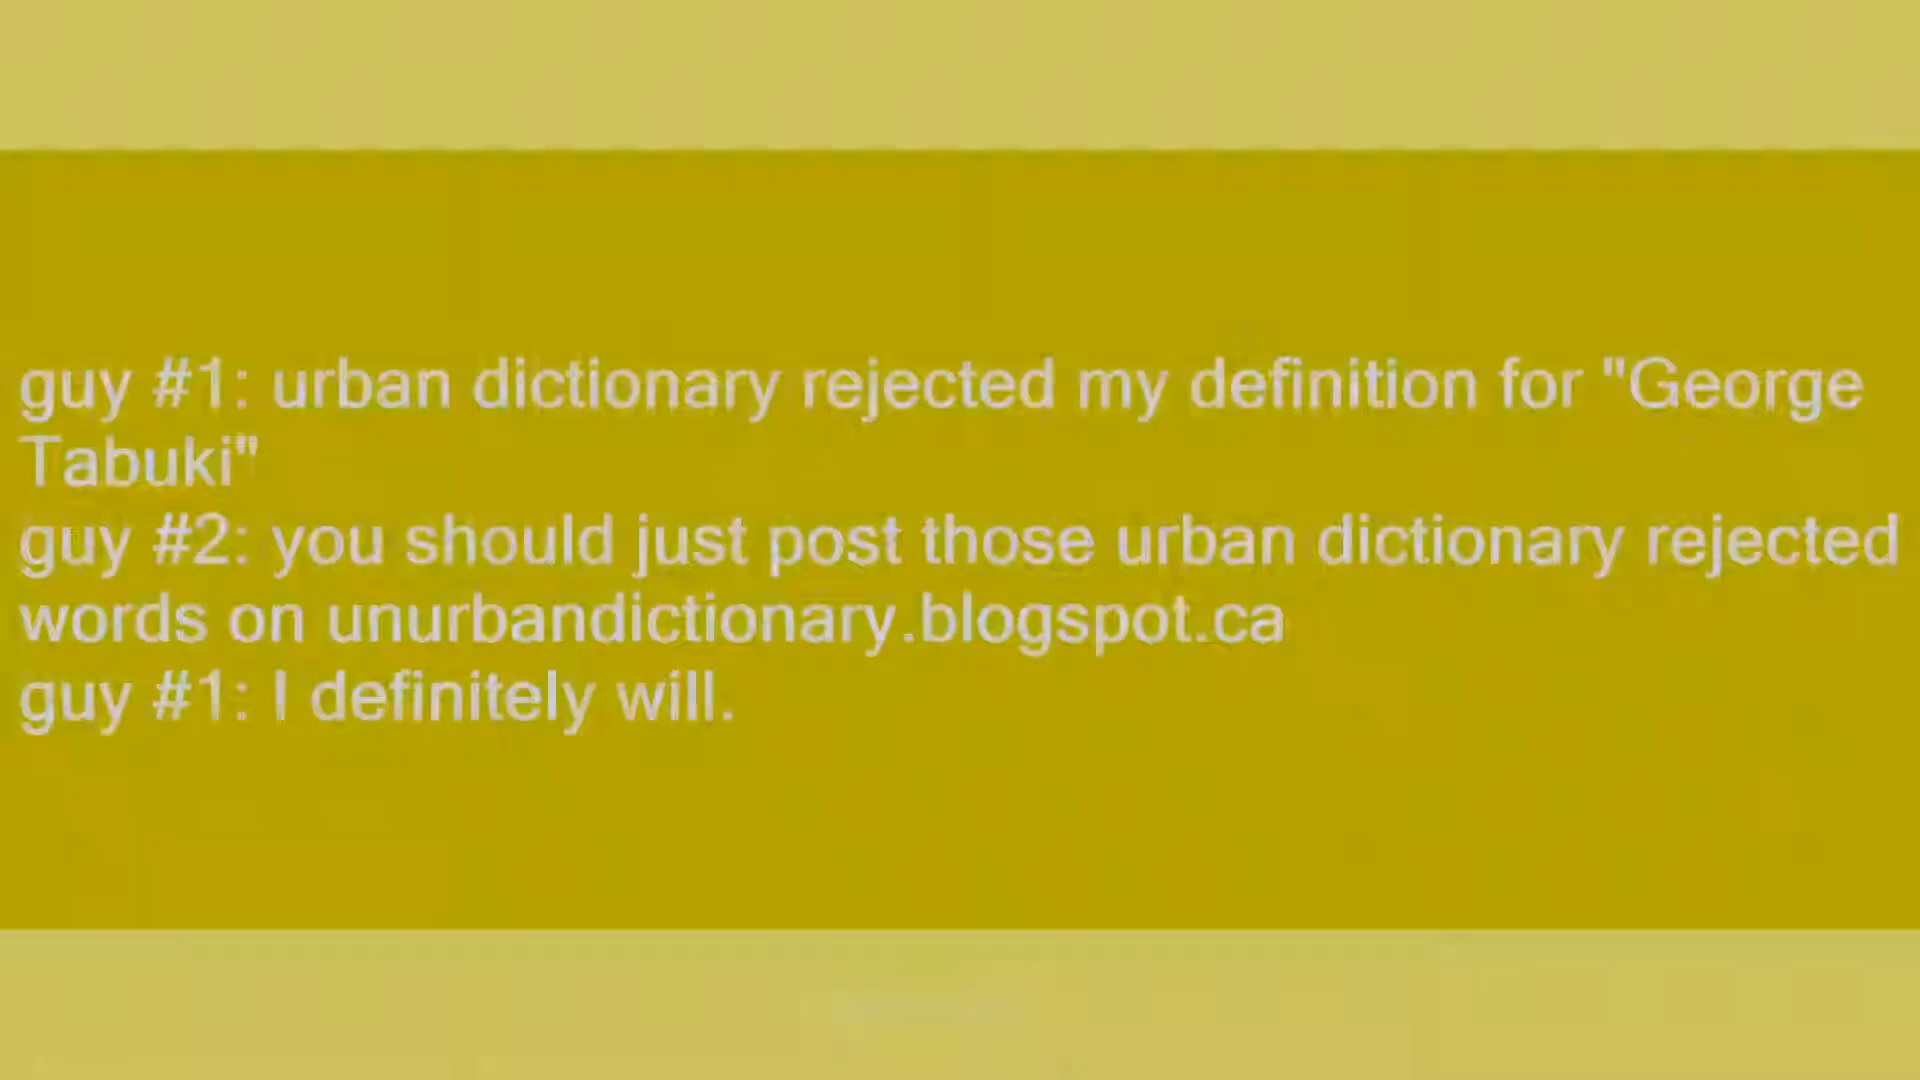 guy #1: urban dictionary rejected my definition for "George
Tabuki"
guy #2: you should just post those urban dictionary rejected
words on unurbandictionary.blogspot.ca
guy #1: I definitely will.